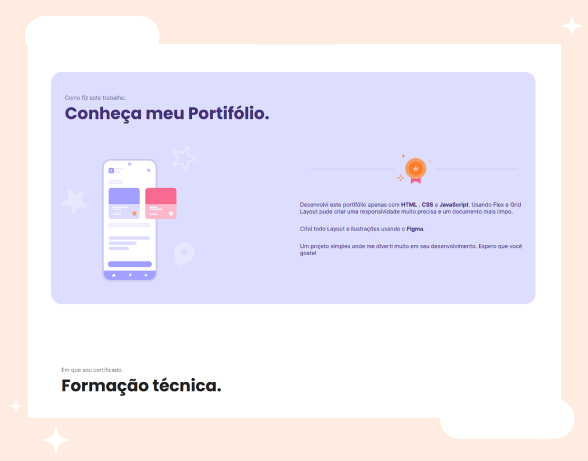 Como fiz este trabalho.
Conheça meu Portifólio.
Desenvolvi este portifólio apenas com HTML , CSS e JavaScript. Usando Flex e Grid
Layout pude criar uma responsividade muito precisa e um documento mais limpo.
Criei todo Layout e Ilustrações usando o Figma.
Um projeto simples onde me diverti muito em seu desenvolvimento. Espero que você
goste!
Em que sou certificado.
Formação técnica.